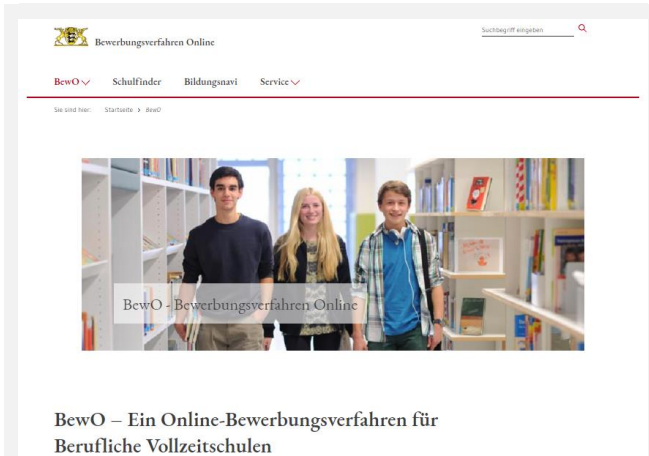 Bewerbungsverfahren Online
Suchbegriff eingeben
BewO Schulfinder Bildungsnavi Service
Sie sind hier: Startseite > BewO
BewO - Bewerbungsverfahren Online
BewO – Ein Online-Bewerbungsverfahren für
Berufliche Vollzeitschulen